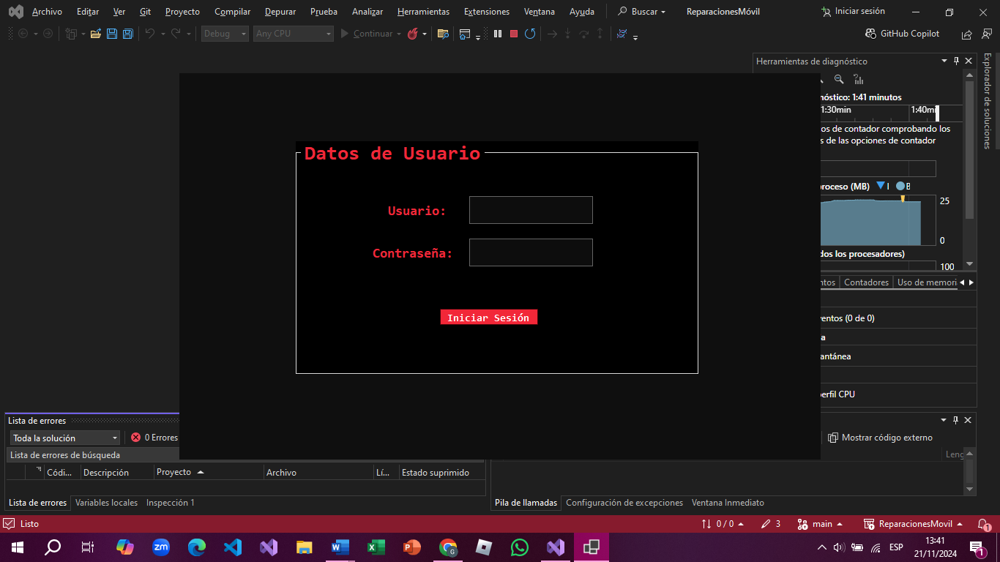 Archivo Editar Ver Git Proyecto Compilar Depurar Prueba Analizar Herramientas Extensiones Ventana Ayuda Buscar ReparacionesMóvil Iniciar sesión
Debug Any CPU Continuar GitHub Copilot
Herramientas de diagnóstico
Explorador de soluciones
nóstico: 1:41 minutos
1:30min 1:40mi
os de contador comprobando los
s de las opciones de contador
proceso (MB)
25
0
dos los procesadores)
100
ntos Contadores Uso de memori
ventos (0 de 0)
a
antánea
perfil CPU
Datos de Usuario
Usuario:
Contraseña:
Iniciar Sesión
Lista de errores
Toda la solución 0 Errores
Mostrar código externo
Lista de errores de búsqueda
Leng
Códi... Descripción Proyecto Archivo Lí... Estado suprimido
Lista de errores Variables locales Inspección 1
Pila de llamadas Configuración de excepciones Ventana Inmediato
Listo 0 / 0 3 main ReparacionesMovil 1
zm ESP 13:41
21/11/2024 1